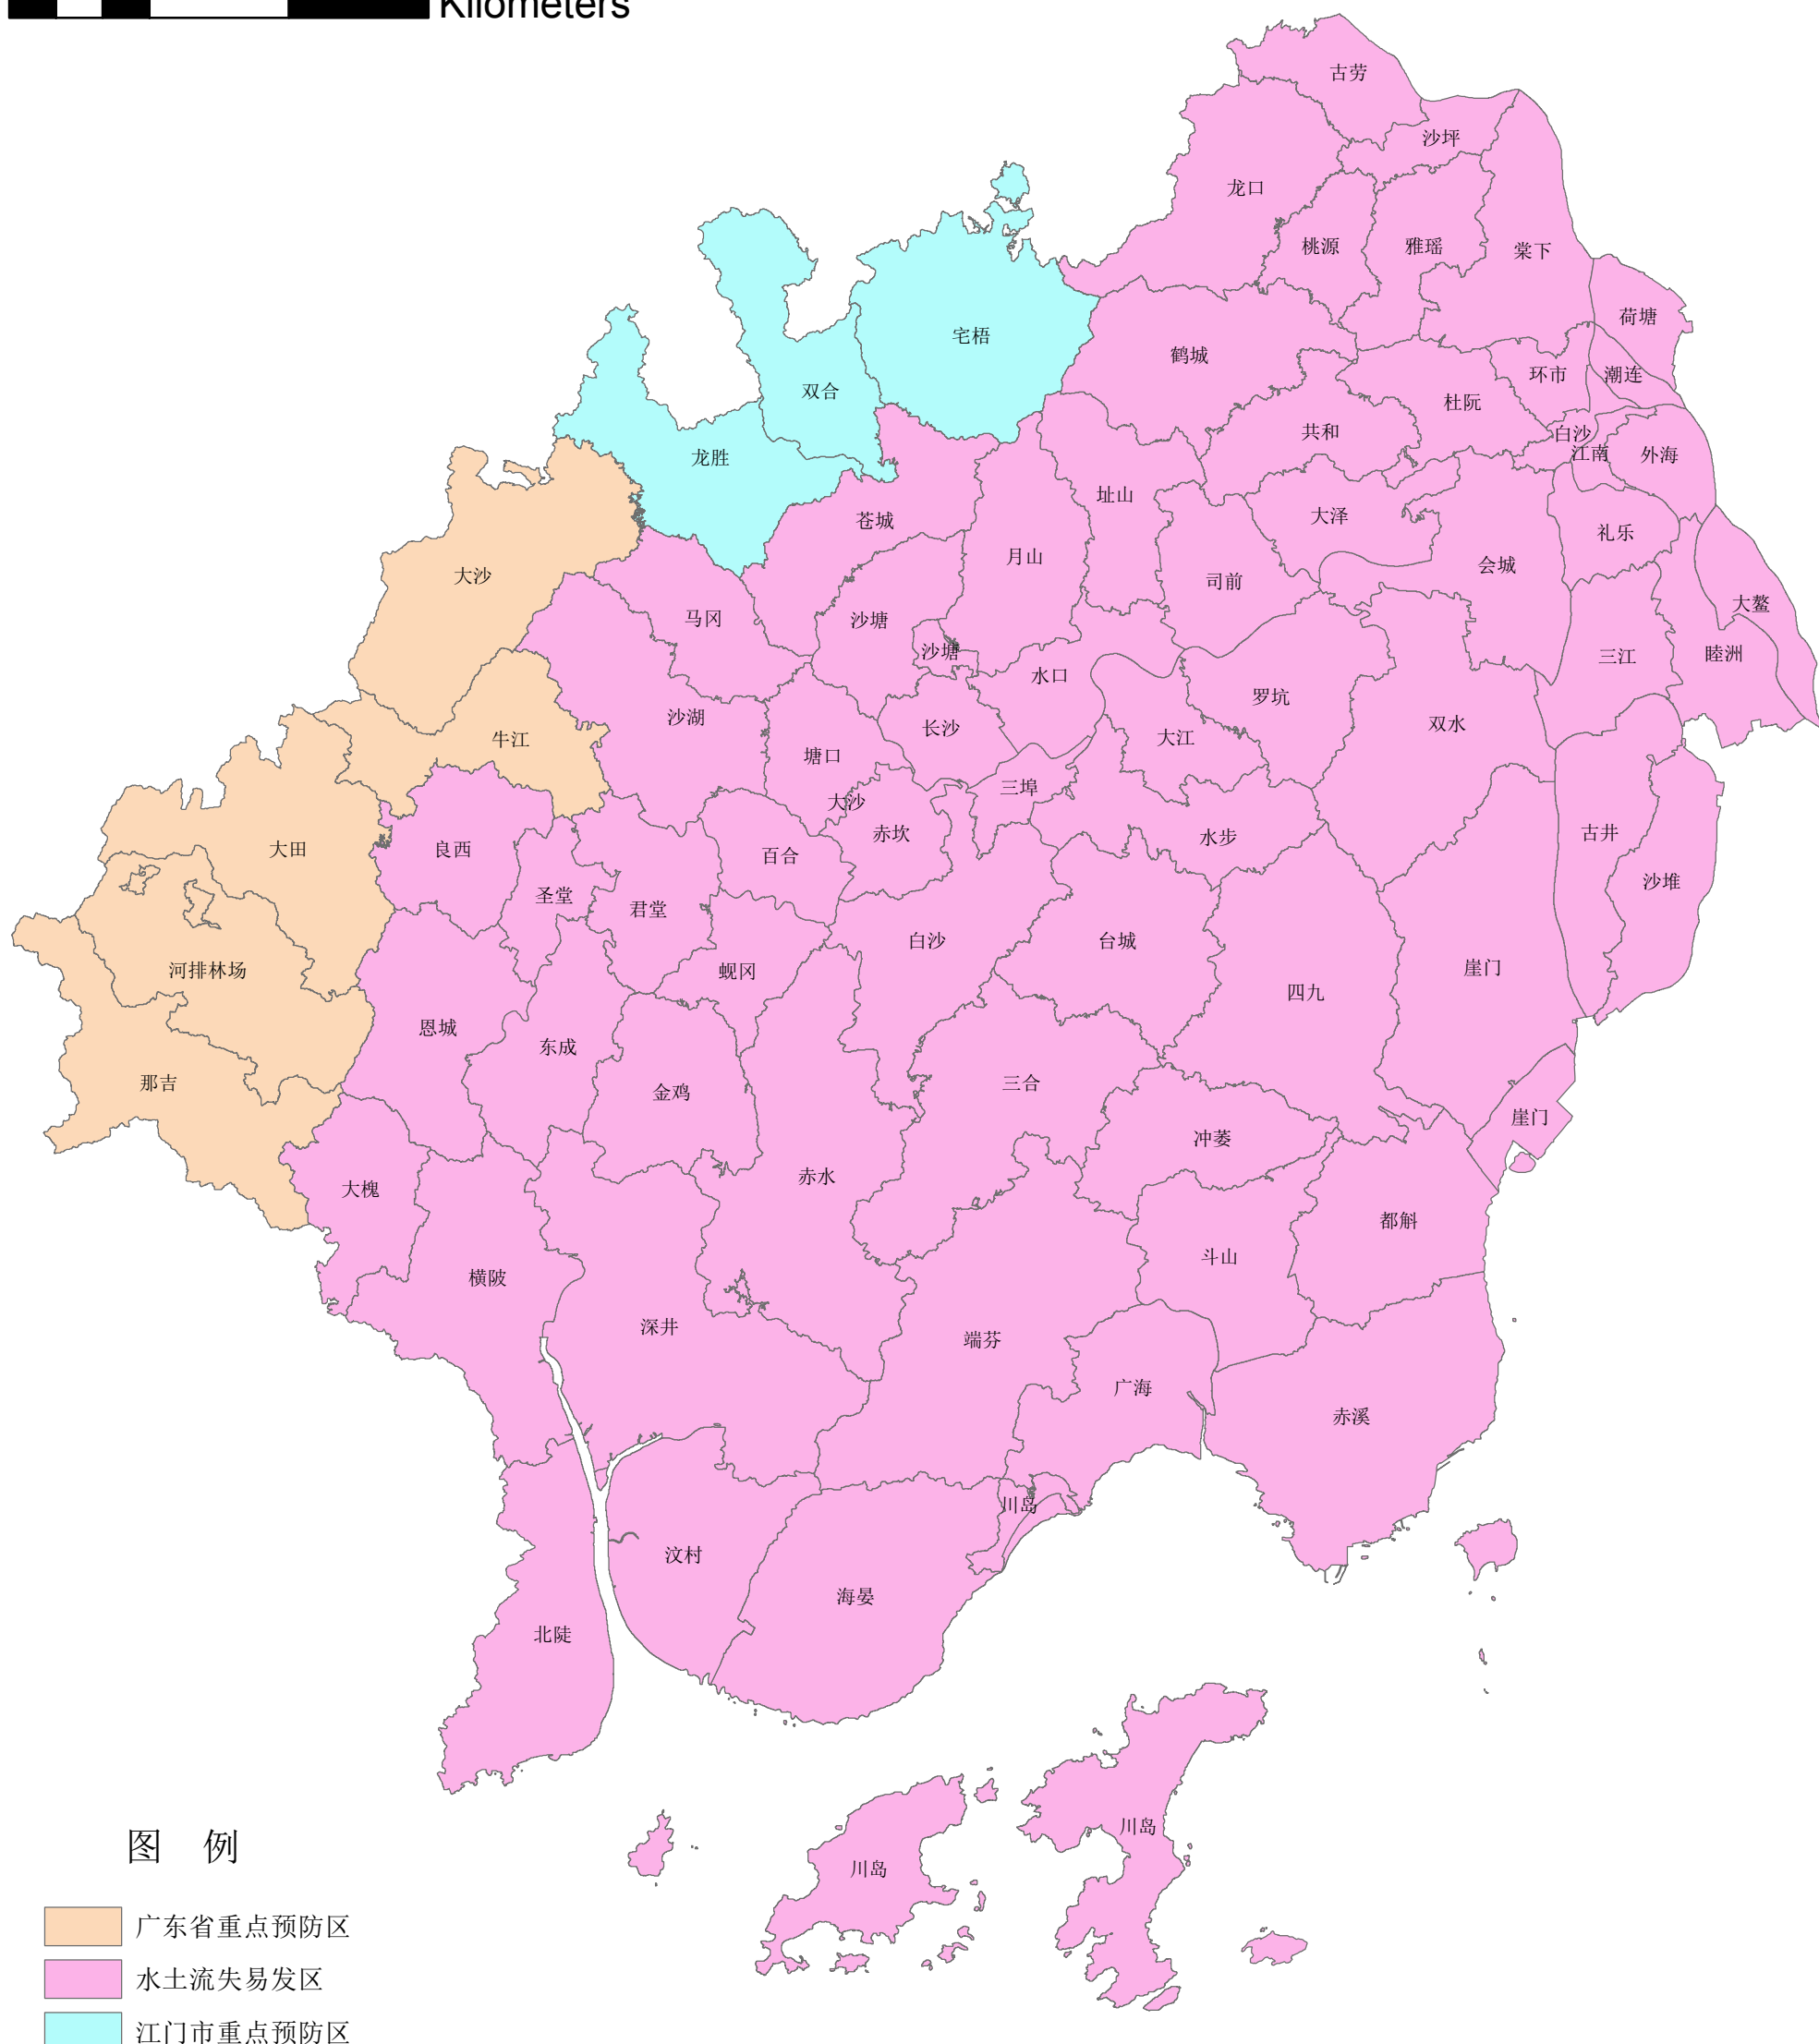 Kilometers
古劳
沙坪
龙口
桃源
雅瑶
棠下
荷塘
宅梧
鹤城
环市
潮连
双合
杜阮
共和
白沙
江南
外海
龙胜
址山
苍城
大泽
礼乐
月山
会城
大沙
司前
大鳌
马冈
沙塘
沙塘
三江
睦洲
水口
罗坑
沙湖
长沙
双水
牛江
大江
塘口
三埠
大沙
赤坎
水步
古井
大田
良西
百合
沙堆
圣堂
君堂
白沙
台城
河排林场
蚬冈
崖门
四九
恩城
东成
那吉
金鸡
三合
崖门
冲蒌
赤水
大槐
都斛
斗山
横陂
深井
端芬
广海
赤溪
川岛
汶村
海晏
北陡
川岛
川岛
图 例
广东省重点预防区
水土流失易发区
江门市重点预防区